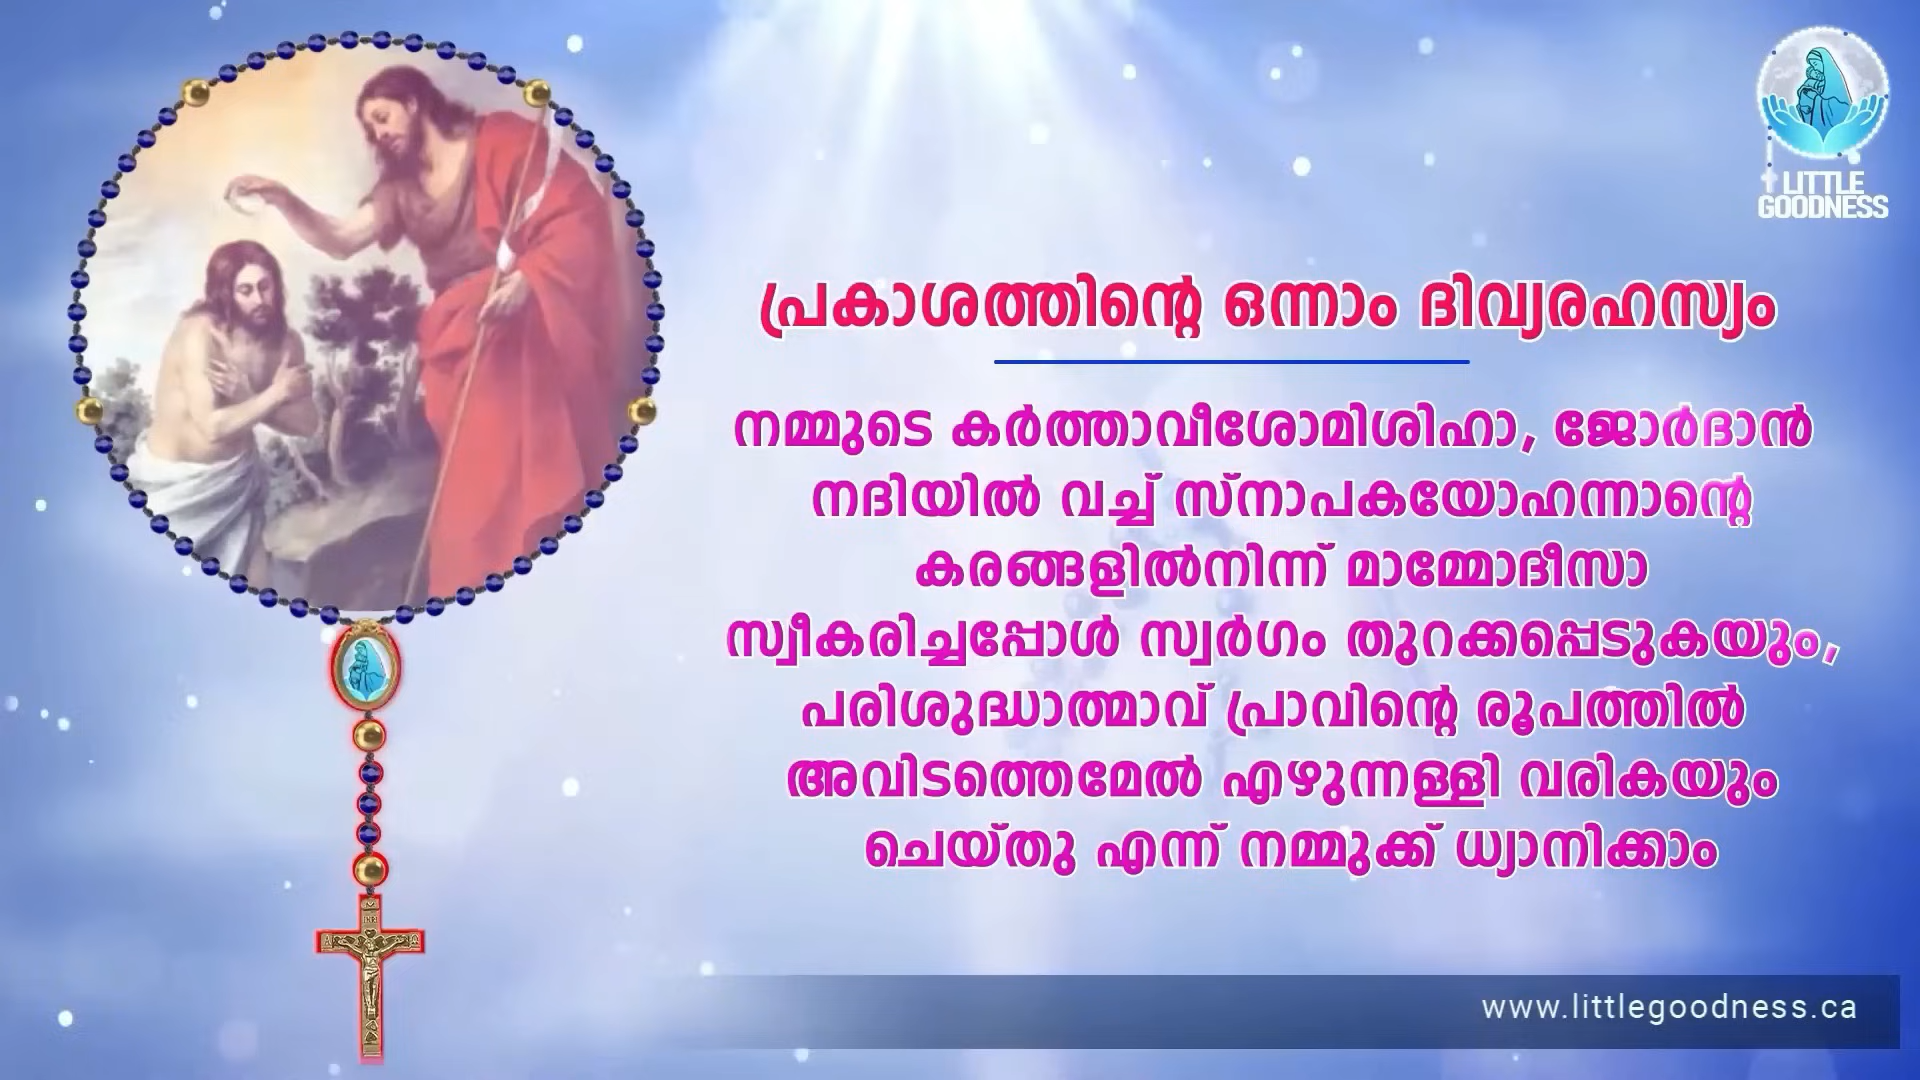 LITTLE
GOODNESS
പ്രകാശത്തിന്റെ ഒന്നാം ദിവ്യരഹസ്യം
നമ്മുടെ കർത്താവീശോമിശിഹാ, ജോർദാൻ
നദിയിൽ വച്ച് സ്നാപകയോഹന്നാന്റെ
കരങ്ങളിൽനിന്ന് മാമ്മോദീസാ
സ്വീകരിച്ചപ്പോൾ സ്വർഗം തുറക്കപ്പെടുകയും,
പരിശുദ്ധാത്മാവ് പ്രാവിന്റെ രൂപത്തിൽ
അവിടത്തെമേൽ എഴുന്നള്ളി വരികയും
ചെയ്തു എന്ന് നമ്മുക്ക് ധ്യാനിക്കാം
www.littlegoodness.ca